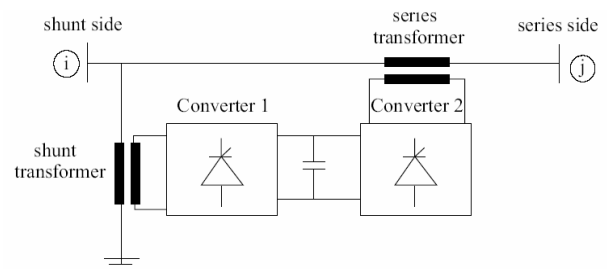 shunt side
series
transformer
series side
i
j
Converter 1
Converter 2
shunt
transformer